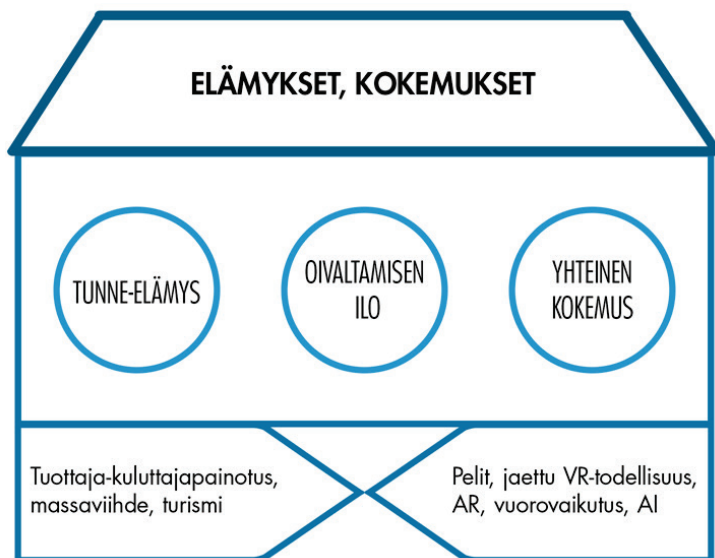 ELÄMYKSET, KOKEMUKSET
TUNNE-ELÄMYS
OIVALTAMISEN
ILO
YHTEINEN
KOKEMUS
Tuottaja-kuluttajapainotus,
massaviihde, turismi
Pelit, jaettu VR-todellisuus,
AR, vuorovaikutus, AI